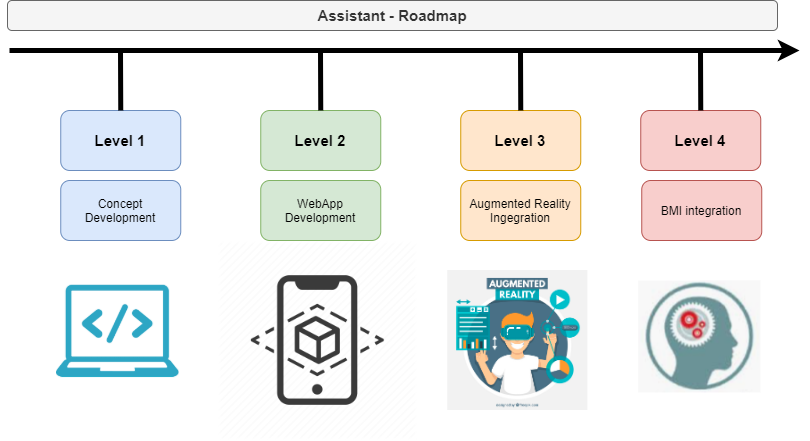 Assistant - Roadmap
Level 1
Level 2
Level 3
Level 4
Concept
Development
WebApp
Development
Augmented Reality
Ingegration
BMI integration
</>
AUGMENTED
REALITY